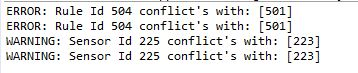 ERROR: Rule Id 504 conflict's with: [501]
ERROR: Rule Id 504 conflict's with: [501]
WARNING: Sensor Id 225 conflict's with: [223]
WARNING: Sensor Id 225 conflict's with: [223]